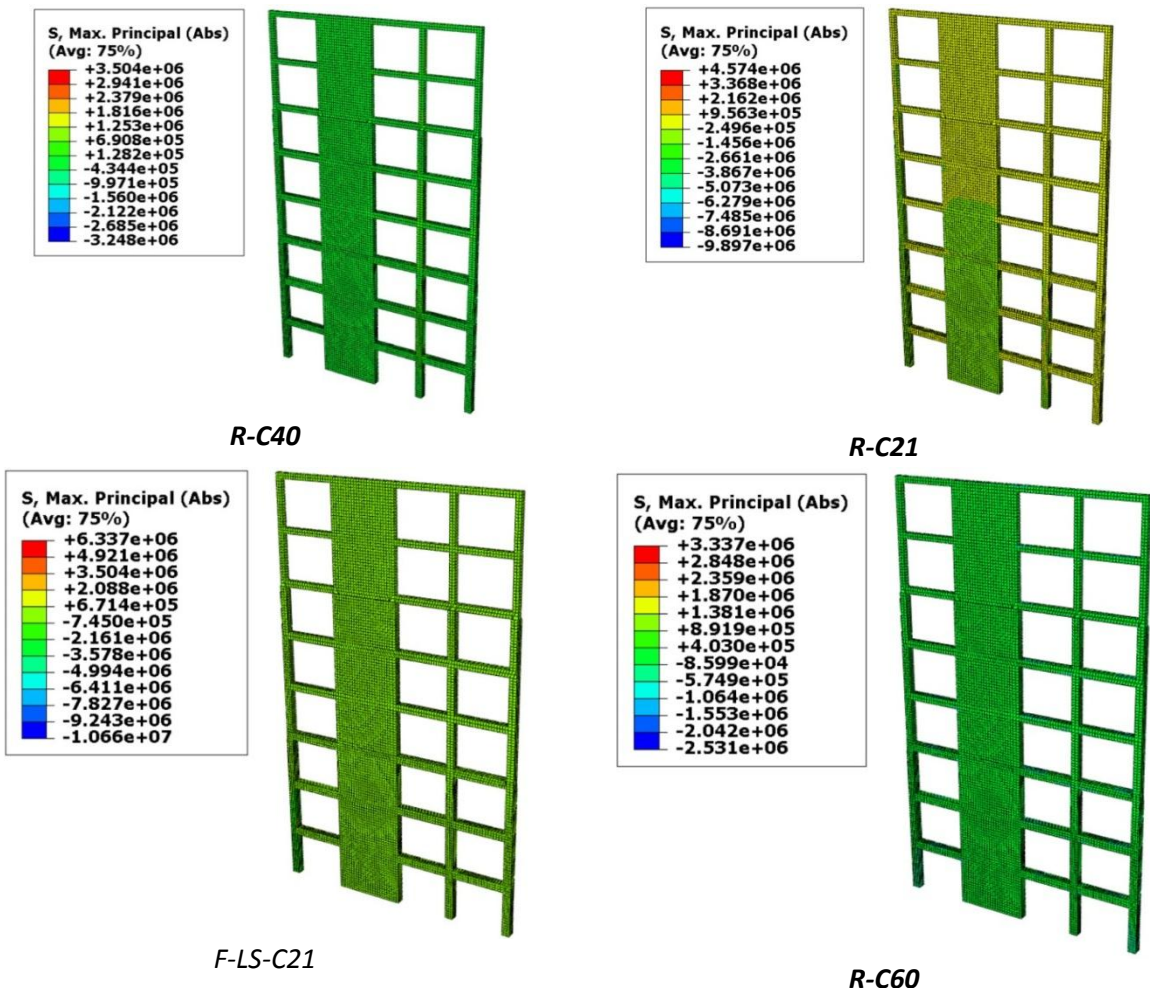 S, Max. Principal (Abs)
(Avg: 75%)
+3.504e+06
+2.941e+06
+2.379e+06
+1.816e+06
+1.253e+06
+6.908e+05
+1.282e+05
-4.344e+05
-9.971e+05
-1.560e+06
-2.122e+06
-2.685e+06
-3.248e+06
R-C40
S, Max. Principal (Abs)
(Avg: 75%)
+4.574e+06
+3.368e+06
+2.162e+06
+9.563e+05
-2.496e+05
-1.456e+06
-2.661e+06
-3.867e+06
-5.073e+06
-6.279e+06
-7.485e+06
-8.691e+06
-9.897e+06
R-C21
S, Max. Principal (Abs)
(Avg: 75%)
+6.337e+06
+4.921e+06
+3.504e+06
+2.088e+06
+6.714e+05
-7.450e+05
-2.161e+06
-3.578e+06
-4.994e+06
-6.411e+06
-7.827e+06
-9.243e+06
-1.066e+07
F-LS-C21
S, Max. Principal (Abs)
(Avg: 75%)
+3.337e+06
+2.848e+06
+2.359e+06
+1.870e+06
+1.381e+06
+8.919e+05
+4.030e+05
-8.599e+04
-5.749e+05
-1.064e+06
-1.553e+06
-2.042e+06
-2.531e+06
R-C60